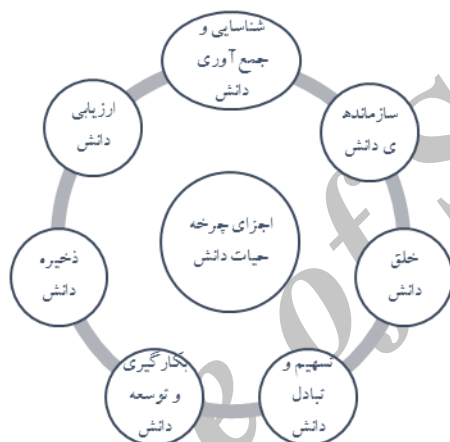 شناسایی و
جمع آوری
دانش
سازماندهـ
ی دانش
خلق
دانش
تسهیم و
تبادل
دانش
بکارگیری
و توسعه
دانش
ذخیره
دانش
ارزیابی
دانش
اجزای چرخه
حیات دانش